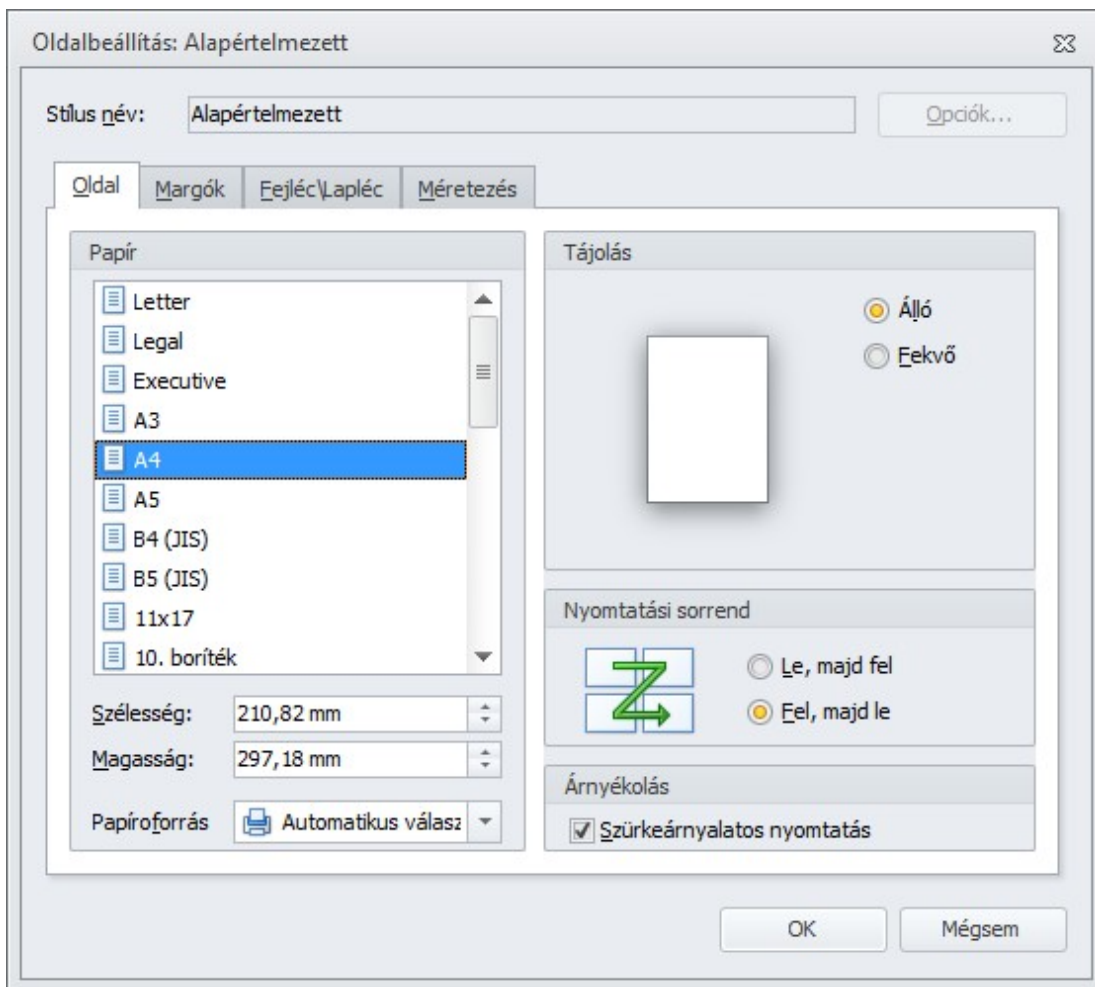 Oldalbeállítás: Alapértelmezett
Stílus név: Alapértelmezett Opciók...
Oldal Margók Fejléc\Lapléc Méretezés
Papír
Letter
Legal
Executive
A3
A4
A5
B4 (JIS)
B5 (JIS)
11x17
10. boríték
Szélesség: 210,82 mm
Magasság: 297,18 mm
Papíroforrás Automatikus válasz
Tájolás
Álló
Fekvő
Nyomtatási sorrend
Le, majd fel
Fel, majd le
Árnyékolás
Szürkeárnyalatos nyomtatás
OK Mégsem